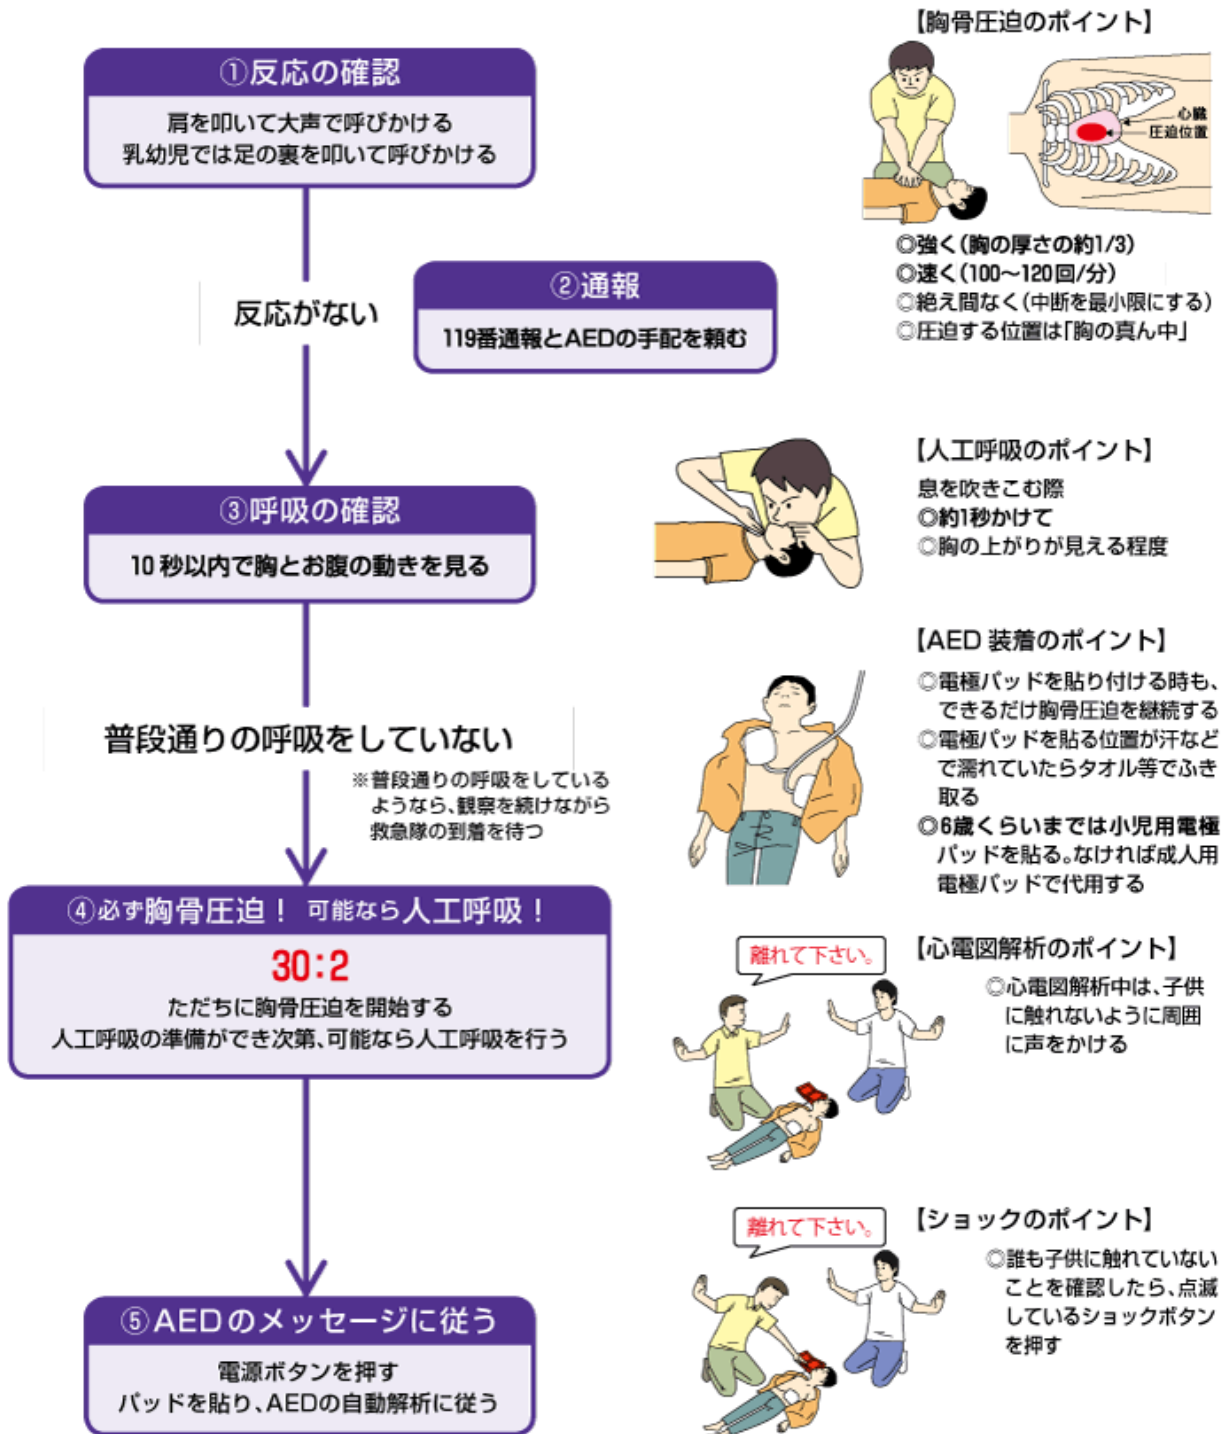 ①反応の確認
肩を叩いて大声で呼びかける
乳幼児では足の裏を叩いて呼びかける
反応がない
②通報
119番通報とAEDの手配を頼む
③呼吸の確認
10秒以内で胸とお腹の動きを見る
普段通りの呼吸をしていない
※普段通りの呼吸をしている
ようなら、観察を続けながら
救急隊の到着を待つ
④必ず胸骨圧迫！ 可能なら人工呼吸！
30：2
ただちに胸骨圧迫を開始する
人工呼吸の準備ができ次第、可能なら人工呼吸を行う
⑤AEDのメッセージに従う
電源ボタンを押す
パッドを貼り、AEDの自動解析に従う
【胸骨圧迫のポイント】
心臓
圧迫位置
◎強く（胸の厚さの約1/3）
◎速く（100～120回/分）
◎絶え間なく（中断を最小限にする）
◎圧迫する位置は「胸の真ん中」
【人工呼吸のポイント】
息を吹きこむ際
◎約1秒かけて
◎胸の上がりが見える程度
【AED 装着のポイント】
◎電極パッドを貼り付ける時も、
できるだけ胸骨圧迫を継続する
◎電極パッドを貼る位置が汗など
で濡れていたらタオル等でふき
取る
◎6歳くらいまでは小児用電極
パッドを貼る。なければ成人用
電極パッドで代用する
【心電図解析のポイント】
離れて下さい。
◎心電図解析中は、子供
に触れないように周囲
に声をかける
【ショックのポイント】
離れて下さい。
◎誰も子供に触れていない
ことを確認したら、点滅
しているショックボタン
を押す